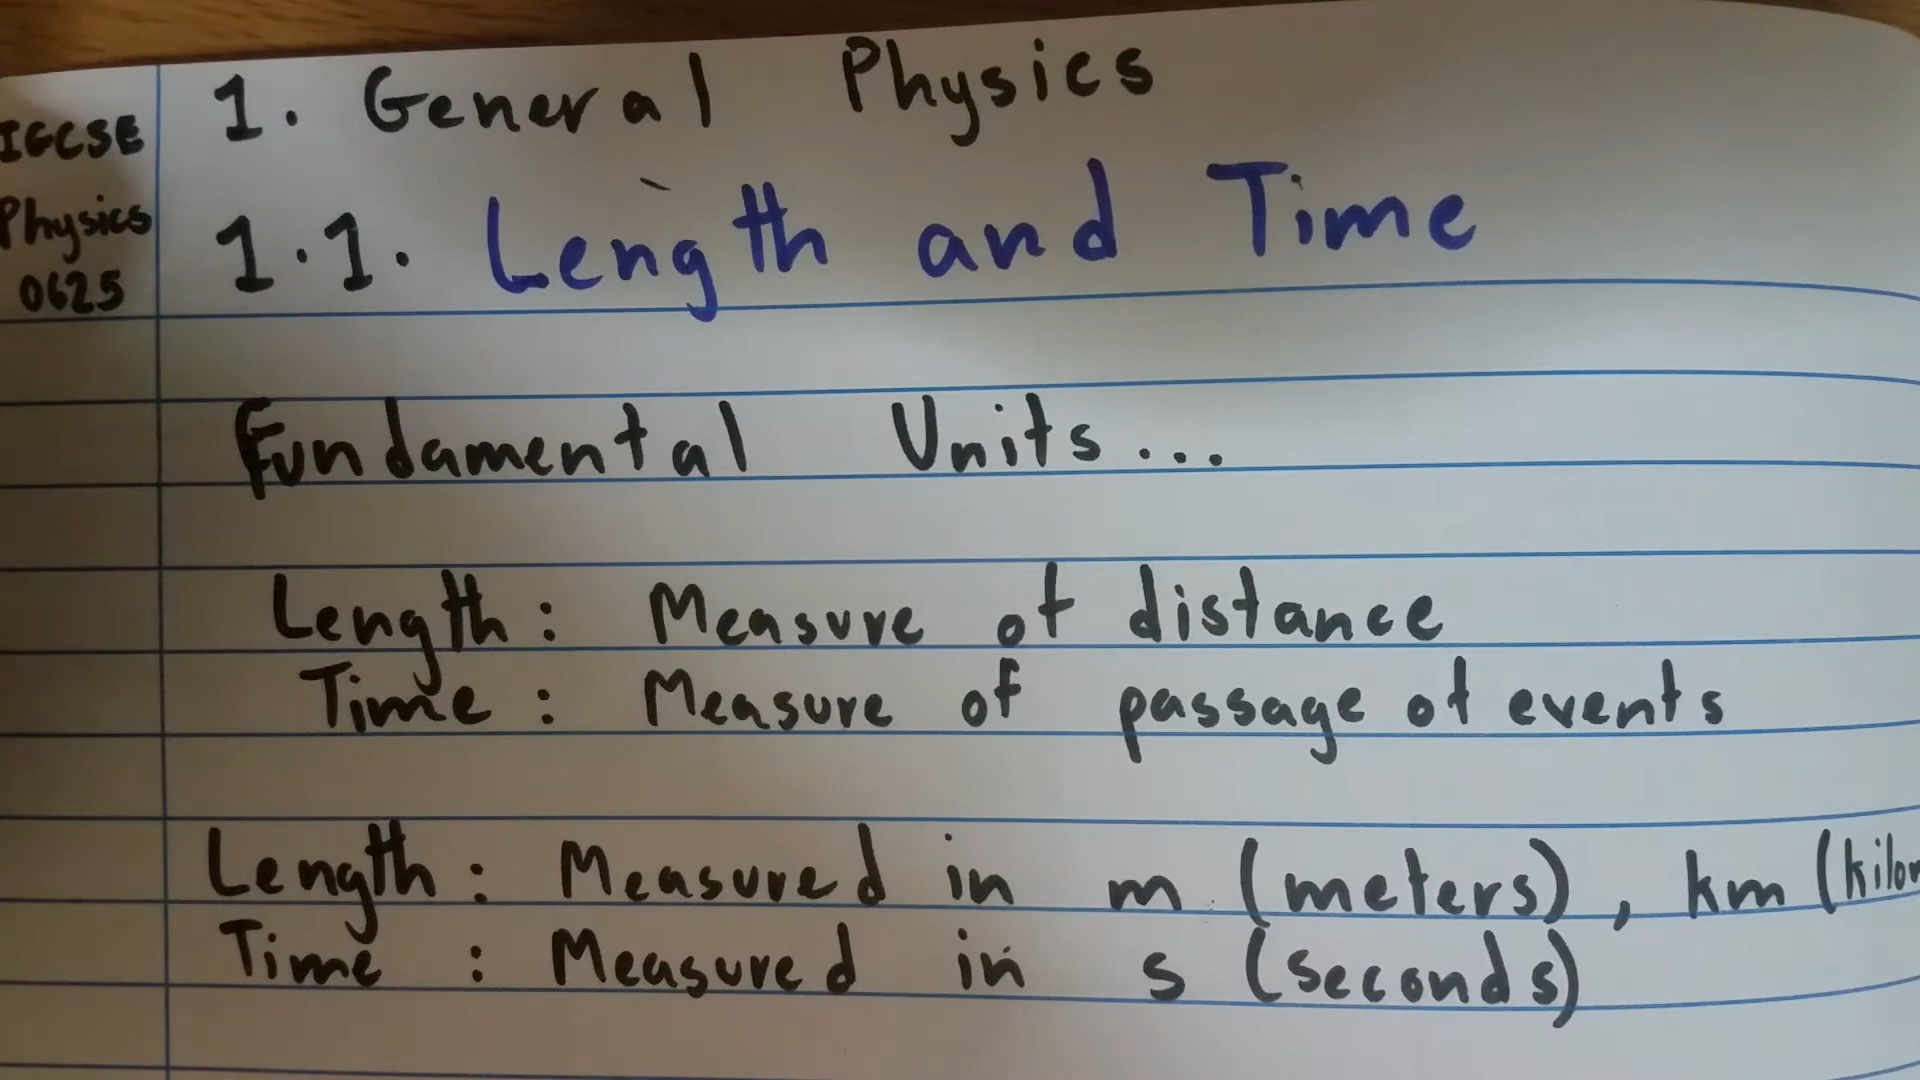 IGCSE
Physics
0625
1. General Physics
1.1. Length and Time
Fundamental Units...
Length: Measure of distance
Time: Measure of passage of events
Length: Measured in m (meters), km
Time: Measured in s (seconds)